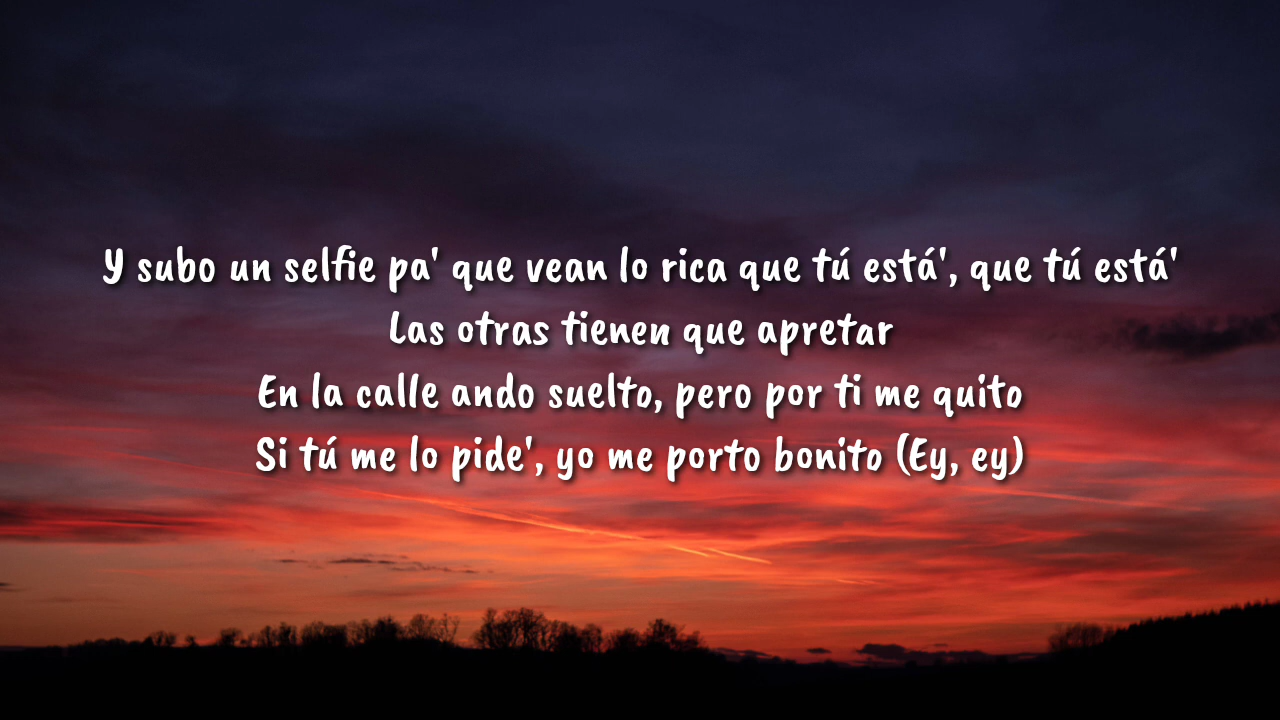 Y subo un selfie pa' que vean lo rica que tú está', que tú está'
Las otras tienen que apretar
En la calle ando suelto, pero por ti me quito
Si tú me lo pide', yo me porto bonito (Ey, ey)